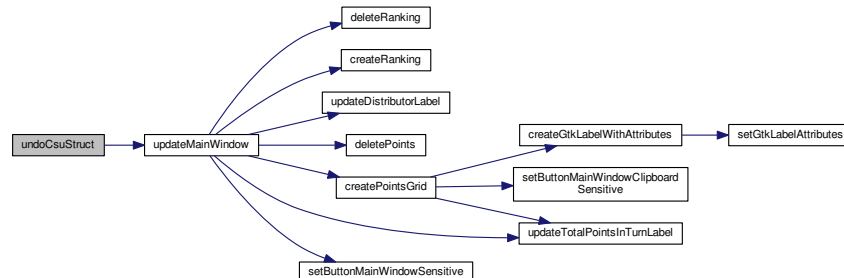 deleteRanking
createRanking
updateDistributorLabel
createGtkLabelWithAttributes
setGtkLabelAttributes
undoCsuStruct
updateMainWindow
deletePoints
setButtonMainWindowClipboard
Sensitive
createPointsGrid
updateTotalPointsInTurnLabel
setButtonMainWindowSensitive